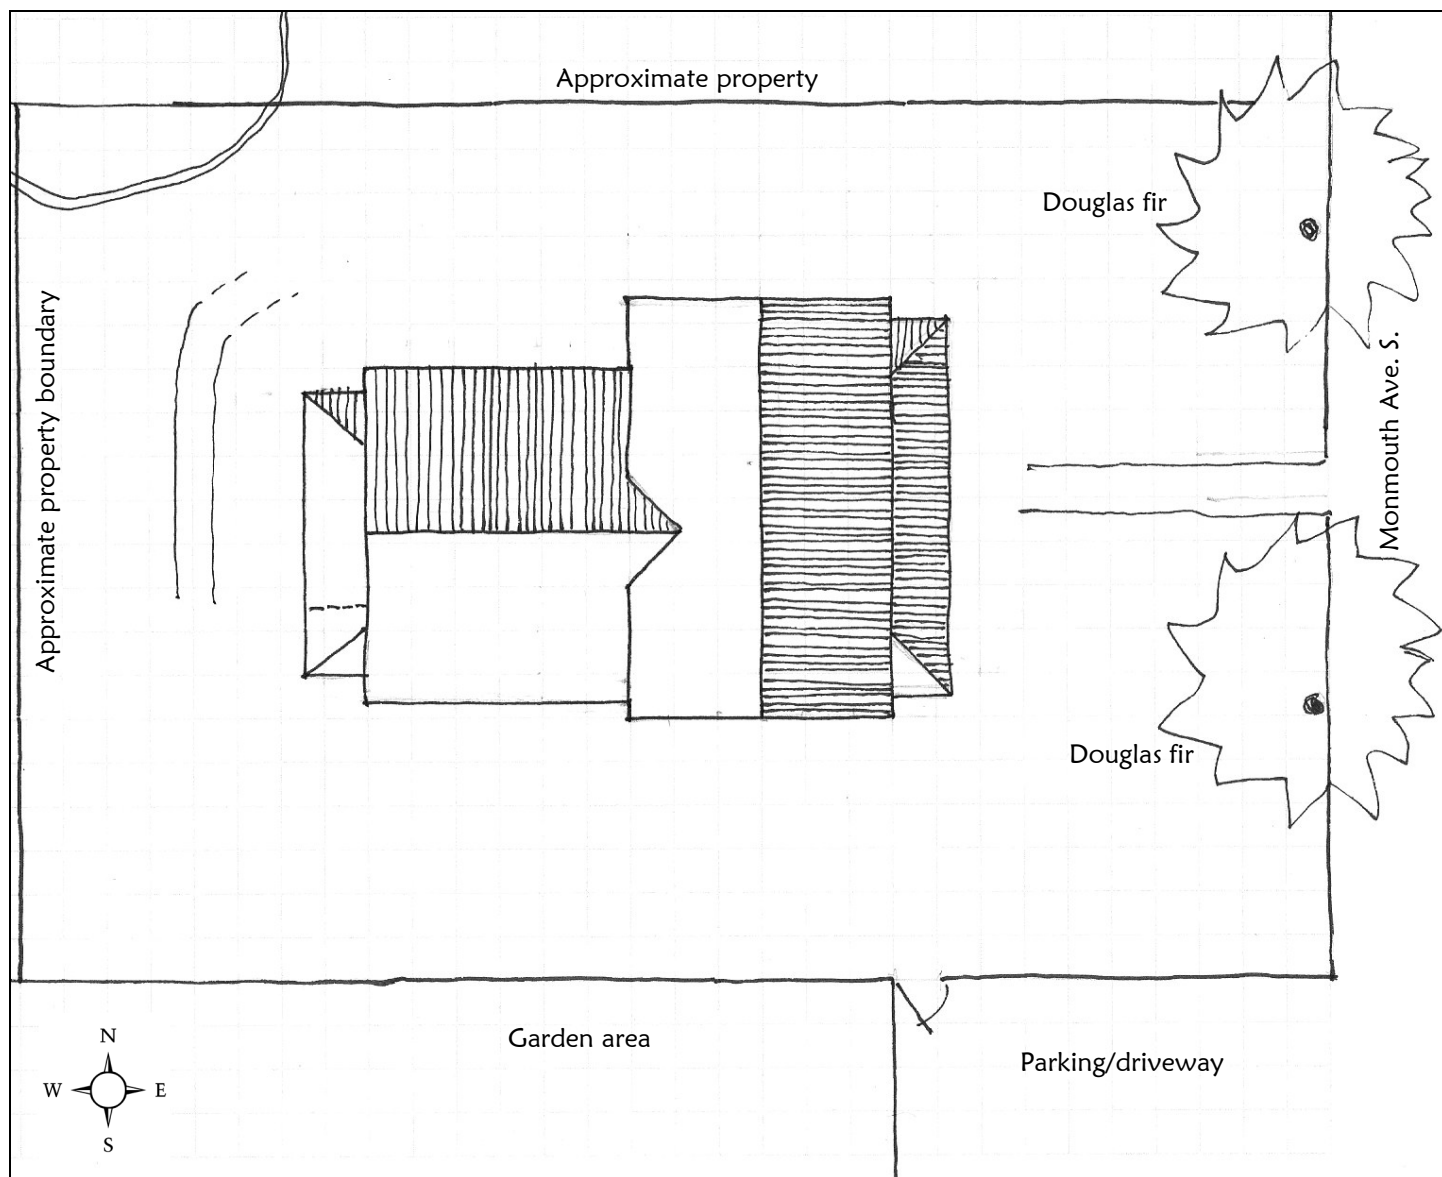 Approximate property
Douglas fir
Approximate property boundary
Monmouth Ave. S.
Douglas fir
Garden area
Parking/driveway
N
W E
S